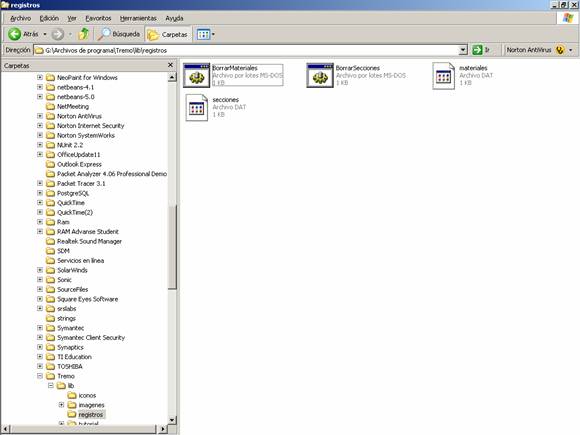 registros
Archivo Edición Ver Favoritos Herramientas Ayuda
Atrás Búsqueda Carpetas
Dirección G:\Archivos de programa\Tremo\lib\registros Ir Norton AntiVirus
Carpetas
NeoPaint for Windows
netbeans-4.1
netbeans-5.0
NetMeeting
Norton AntiVirus
Norton Internet Security
Norton SystemWorks
NUnit 2.2
OfficeUpdate11
Outlook Express
Packet Analyzer 4.06 Professional Demo
Packet Tracer 3.1
PostgreSQL
QuickTime
QuickTime(2)
Ram
RAM Advanse Student
Realtek Sound Manager
SDM
Servicios en línea
SolarWinds
Sonic
SourceFiles
Square Eyes Software
srslabs
strings
Symantec
Symantec Client Security
Synaptics
TI Education
TOSHIBA
Tremo
lib
iconos
imagenes
registros
tutorial
BorrarMateriales
Archivo por lotes MS-DOS
1 KB
BorrarSecciones
Archivo por lotes MS-DOS
1 KB
materiales
Archivo DAT
1 KB
secciones
Archivo DAT
1 KB